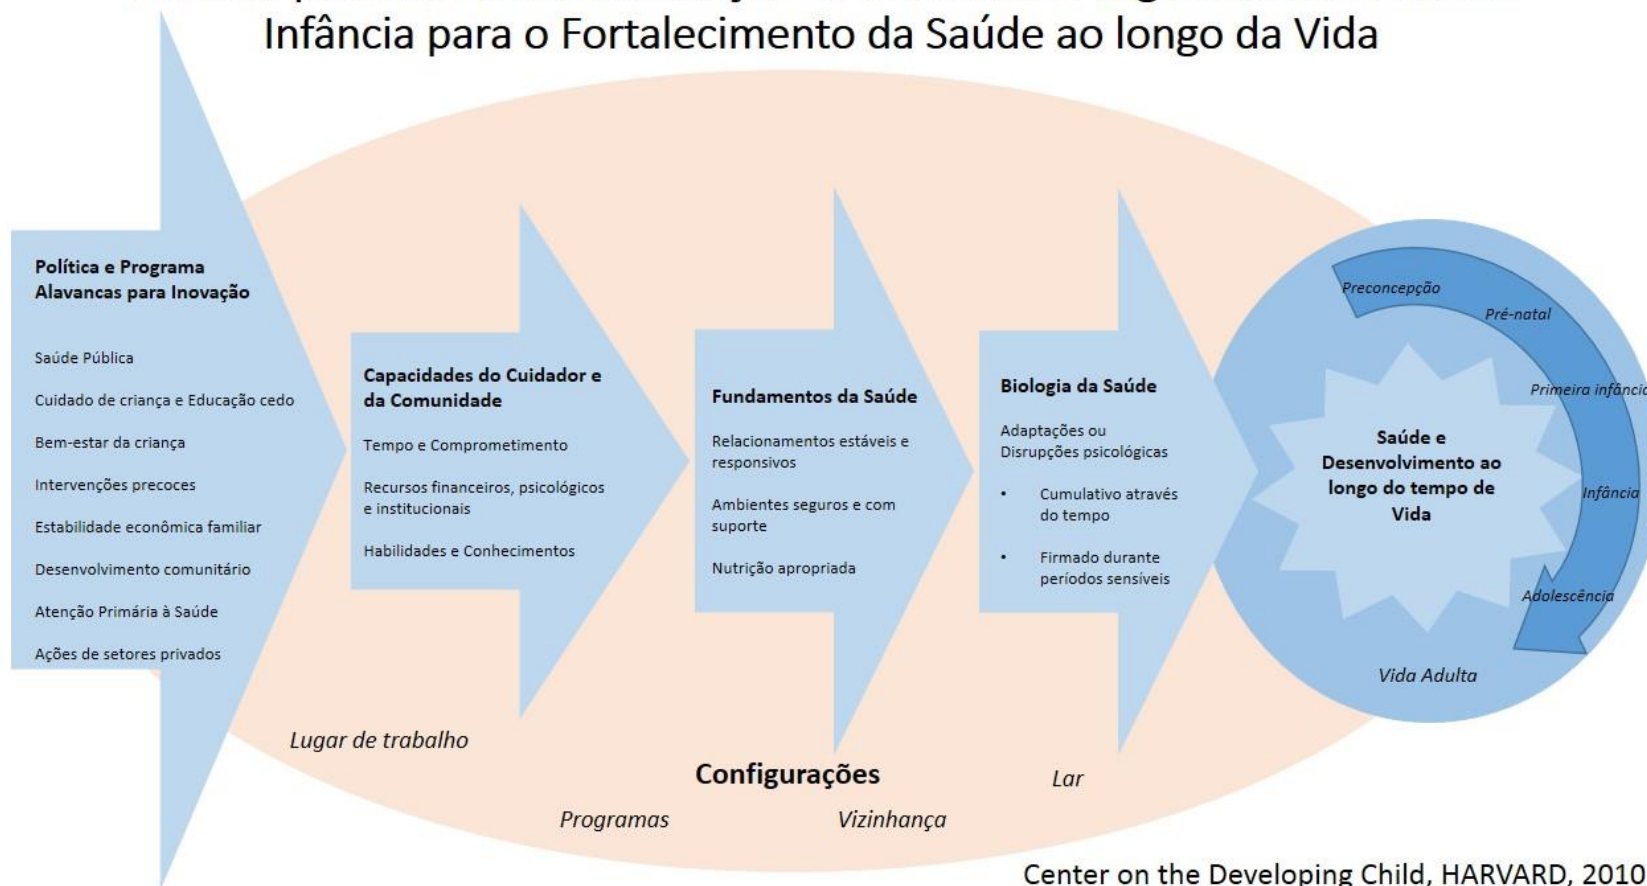 Infância para o Fortalecimento da Saúde ao longo da Vida
Política e Programa
Alavancas para Inovação
Saúde Pública
Cuidado de criança e Educação cedo
Bem-estar da criança
Intervenções precoces
Estabilidade econômica familiar
Desenvolvimento comunitário
Atenção Primária à Saúde
Ações de setores privados
Capacidades do Cuidador e
da Comunidade
Tempo e Comprometimento
Recursos financeiros, psicológicos
e institucionais
Habilidades e Conhecimentos
Fundamentos da Saúde
Relacionamentos estáveis e
responsivos
Ambientes seguros e com
suporte
Nutrição apropriada
Biologia da Saúde
Adaptações ou
Disrupções psicológicas
• Cumulativo através
do tempo
• Firmado durante
períodos sensíveis
Saúde e
Desenvolvimento ao
longo do tempo de
Vida
Preconcepção
Pré-natal
Primeira infância
Infância
Adolescência
Vida Adulta
Lugar de trabalho
Configurações
Lar
Programas
Vizinhança
Center on the Developing Child, HARVARD, 2010